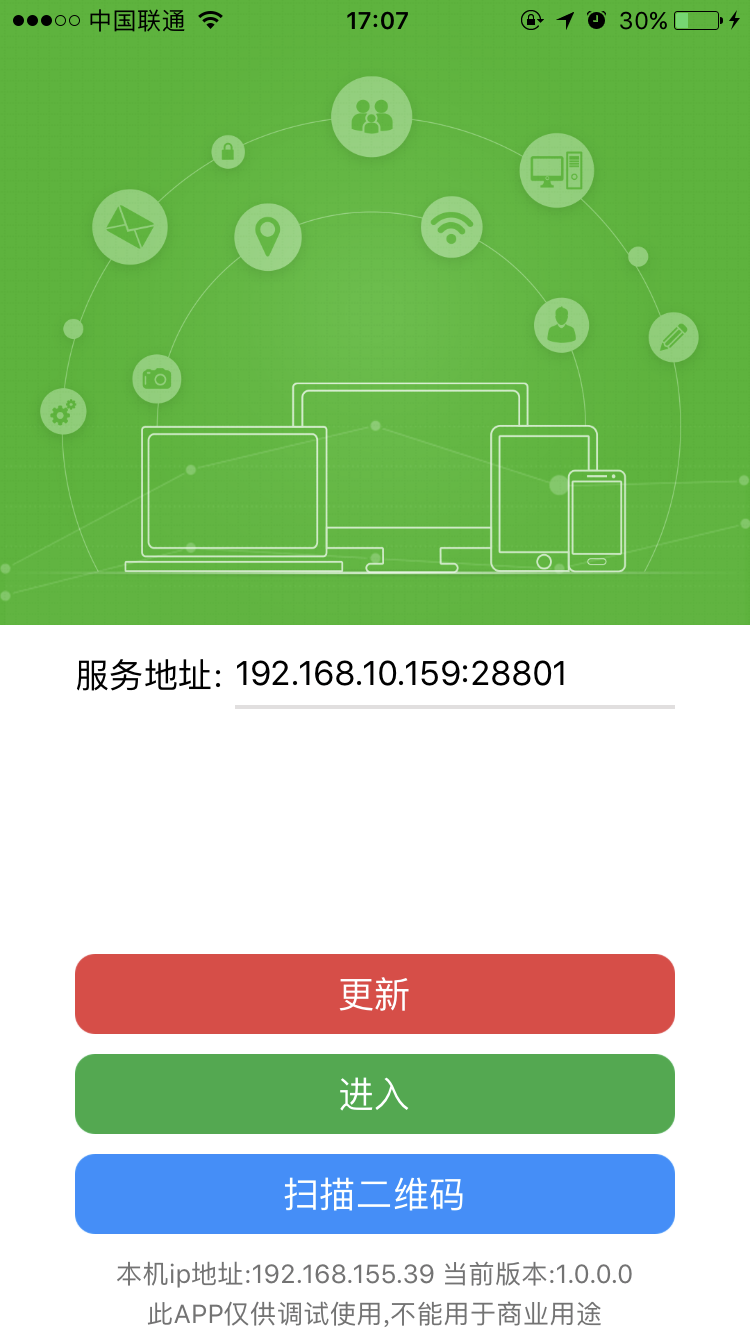 中国联通 17:07 30%
服务地址: 192.168.10.159:28801
更新
进入
扫描二维码
本机ip地址:192.168.155.39 当前版本:1.0.0.0
此APP仅供调试使用,不能用于商业用途